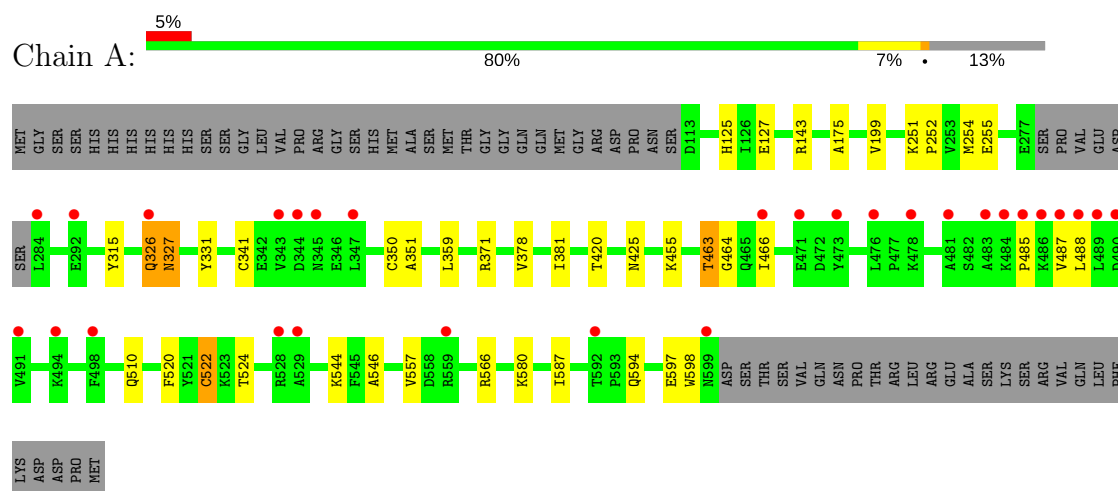 5%
Chain A:
80% 7% • 13%
MET GLY SER SER HIS HIS HIS HIS HIS HIS SER SER GLY LEU VAL PRO ARG GLY SER HIS MET ALA SER MET THR GLY GLY GLN GLN MET GLY ARG ASP PRO ASN SER D113 H125 I126 E127 R143 A175 V199 K251 P252 V253 M254 E255 E277 SER PRO VAL GLU ASP
SER L284 E292 Y315 Q326 N327 Y331 C341 E342 V343 D344 N345 E346 L347 C350 A351 L359 R371 V378 I381 T420 N425 K455 T463 G464 Q465 I466 E471 D472 Y473 L476 P477 K478 A481 S482 A483 K484 P485 K486 V487 L488 L489 D490
V491 K494 F498 Q510 F520 Y521 C522 K523 T524 R528 A529 K544 F545 A546 V557 D558 R559 R566 K580 I587 T592 P593 Q594 E597 W598 N599 ASP SER THR SER VAL GLN ASN PRO THR ARG LEU ARG GLU ALA SER LYS SER ARG VAL GLN LEU PHE
LYS ASP ASP PRO MET